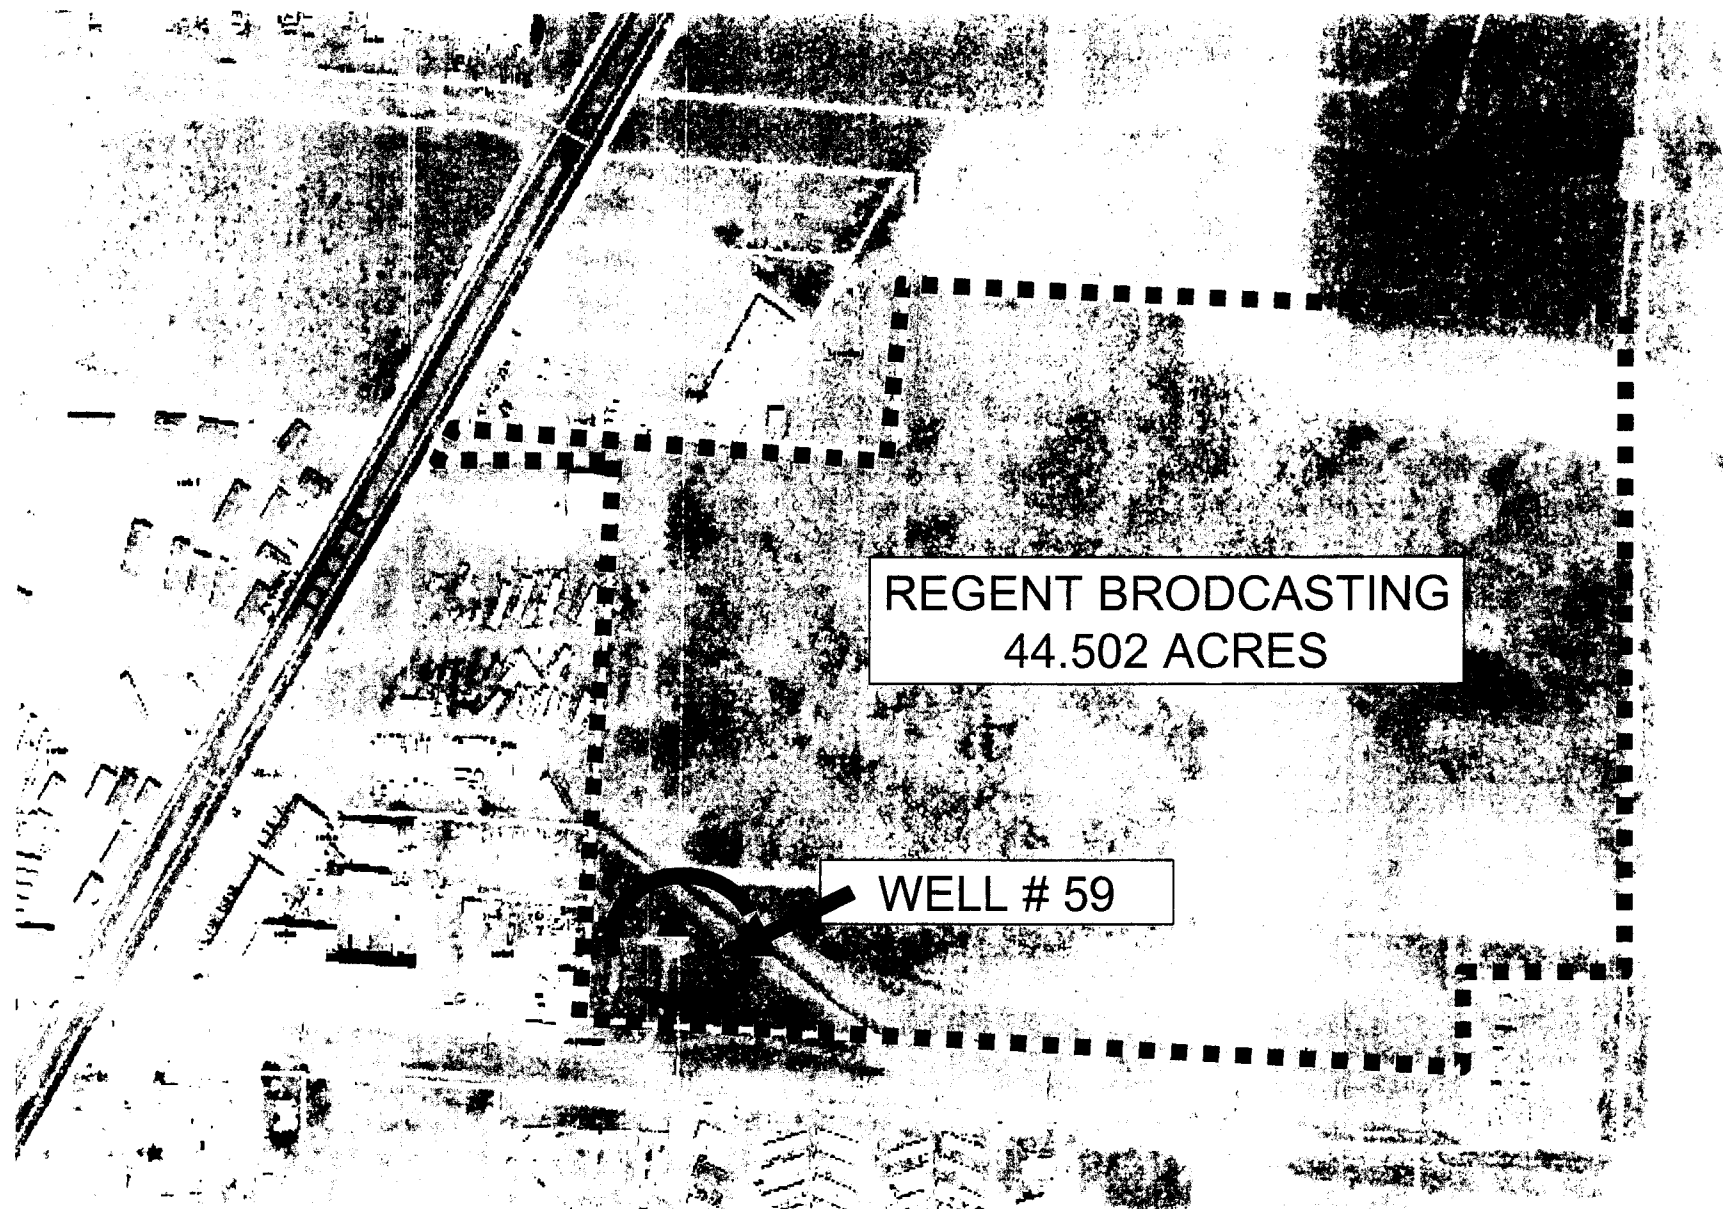 REGENT BRODCASTING
44.502 ACRES
WELL # 59